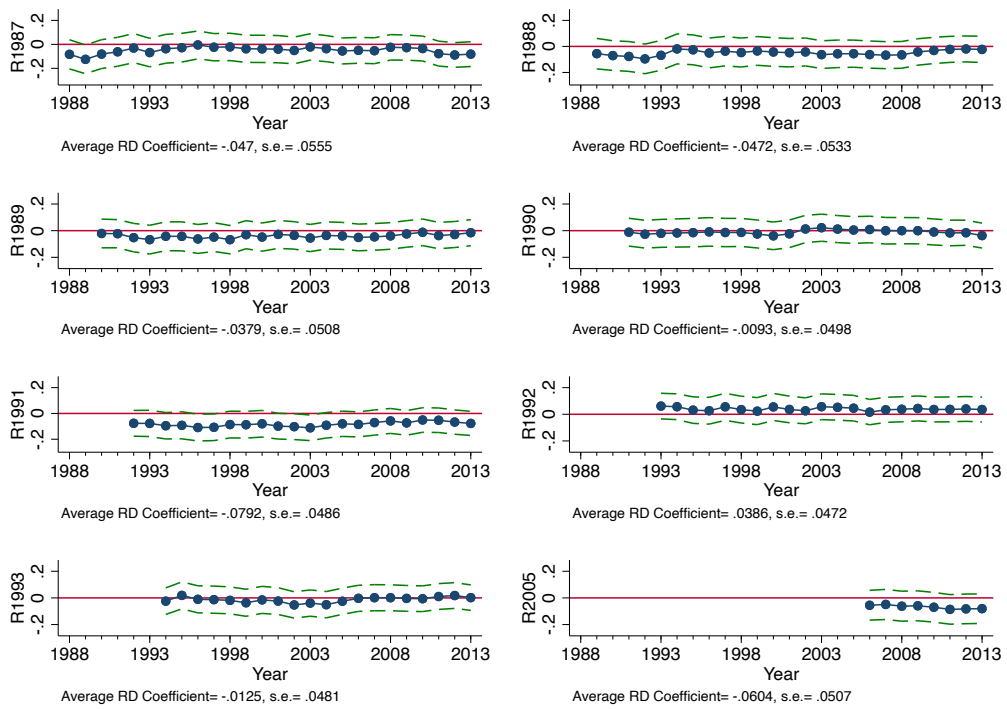 R1987
.2
0
-.2
1988 1993 1998 2003 2008 2013
Year
Average RD Coefficient= -.047, s.e.= .0555
R1988
.2
0
-.2
1988 1993 1998 2003 2008 2013
Year
Average RD Coefficient= -.0472, s.e.= .0533
R1989
.2
0
-.2
1988 1993 1998 2003 2008 2013
Year
Average RD Coefficient= -.0379, s.e.= .0508
R1990
.2
0
-.2
1988 1993 1998 2003 2008 2013
Year
Average RD Coefficient= -.0093, s.e.= .0498
R1991
.2
0
-.2
1988 1993 1998 2003 2008 2013
Year
Average RD Coefficient= -.0792, s.e.= .0486
R1992
.2
0
-.2
1988 1993 1998 2003 2008 2013
Year
Average RD Coefficient= .0386, s.e.= .0472
R1993
.2
0
-.2
1988 1993 1998 2003 2008 2013
Year
Average RD Coefficient= -.0125, s.e.= .0481
R2005
.2
0
-.2
1988 1993 1998 2003 2008 2013
Year
Average RD Coefficient= -.0604, s.e.= .0507